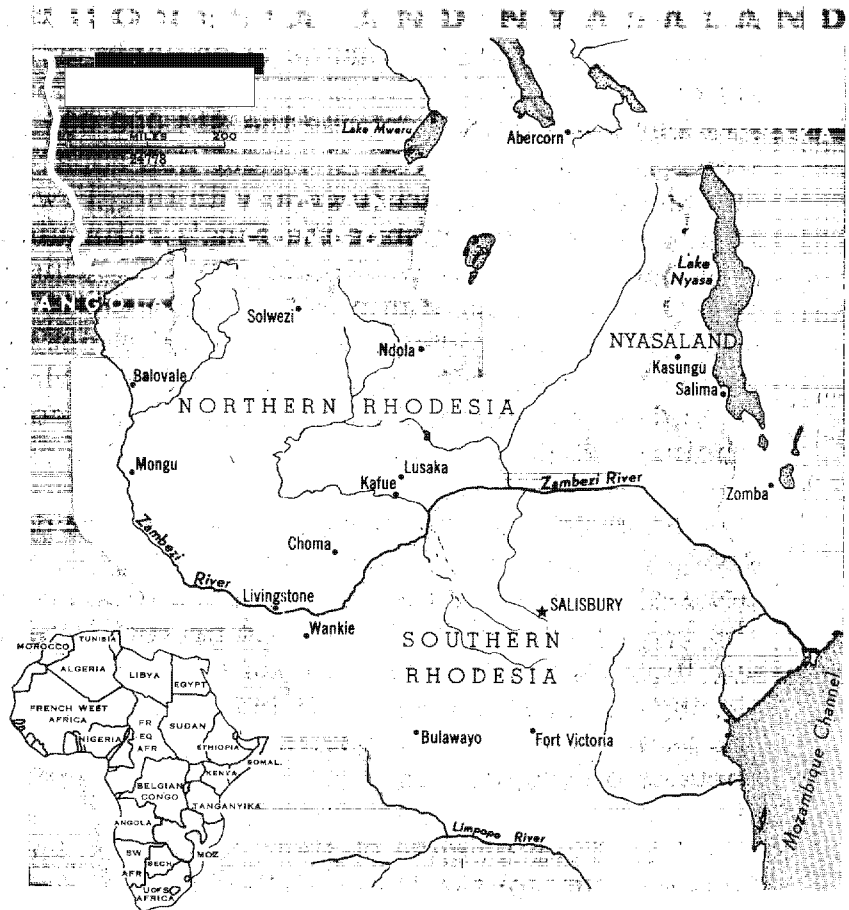 RHODESIA AND NYASALAND
MILES 200
24778
Lake Mweru
Abercorn
Lake
Nyasa
ANGOLA
Solwezi
NYASALAND
Ndola
Kasungu
Salima
Balovale
NORTHERN RHODESIA
Mongu
Lusaka
Kafue
Zambezi River
Zomba
Zambezi
River
Choma
Livingstone
SALISBURY
Wankie
SOUTHERN
RHODESIA
Bulawayo
Fort Victoria
Mozambique Channel
Limpopo River
MOROCCO
TUNISIA
ALGERIA
LIBYA
EGYPT
FRENCH WEST
AFRICA
FR
EQ
AFR
SUDAN
NIGERIA
ETHIOPIA
SOMAL.
KENYA
BELGIAN
CONGO
TANGANYIKA
ANGOLA
MOZ
SW
AFR
BECH
U OF S
AFRICA